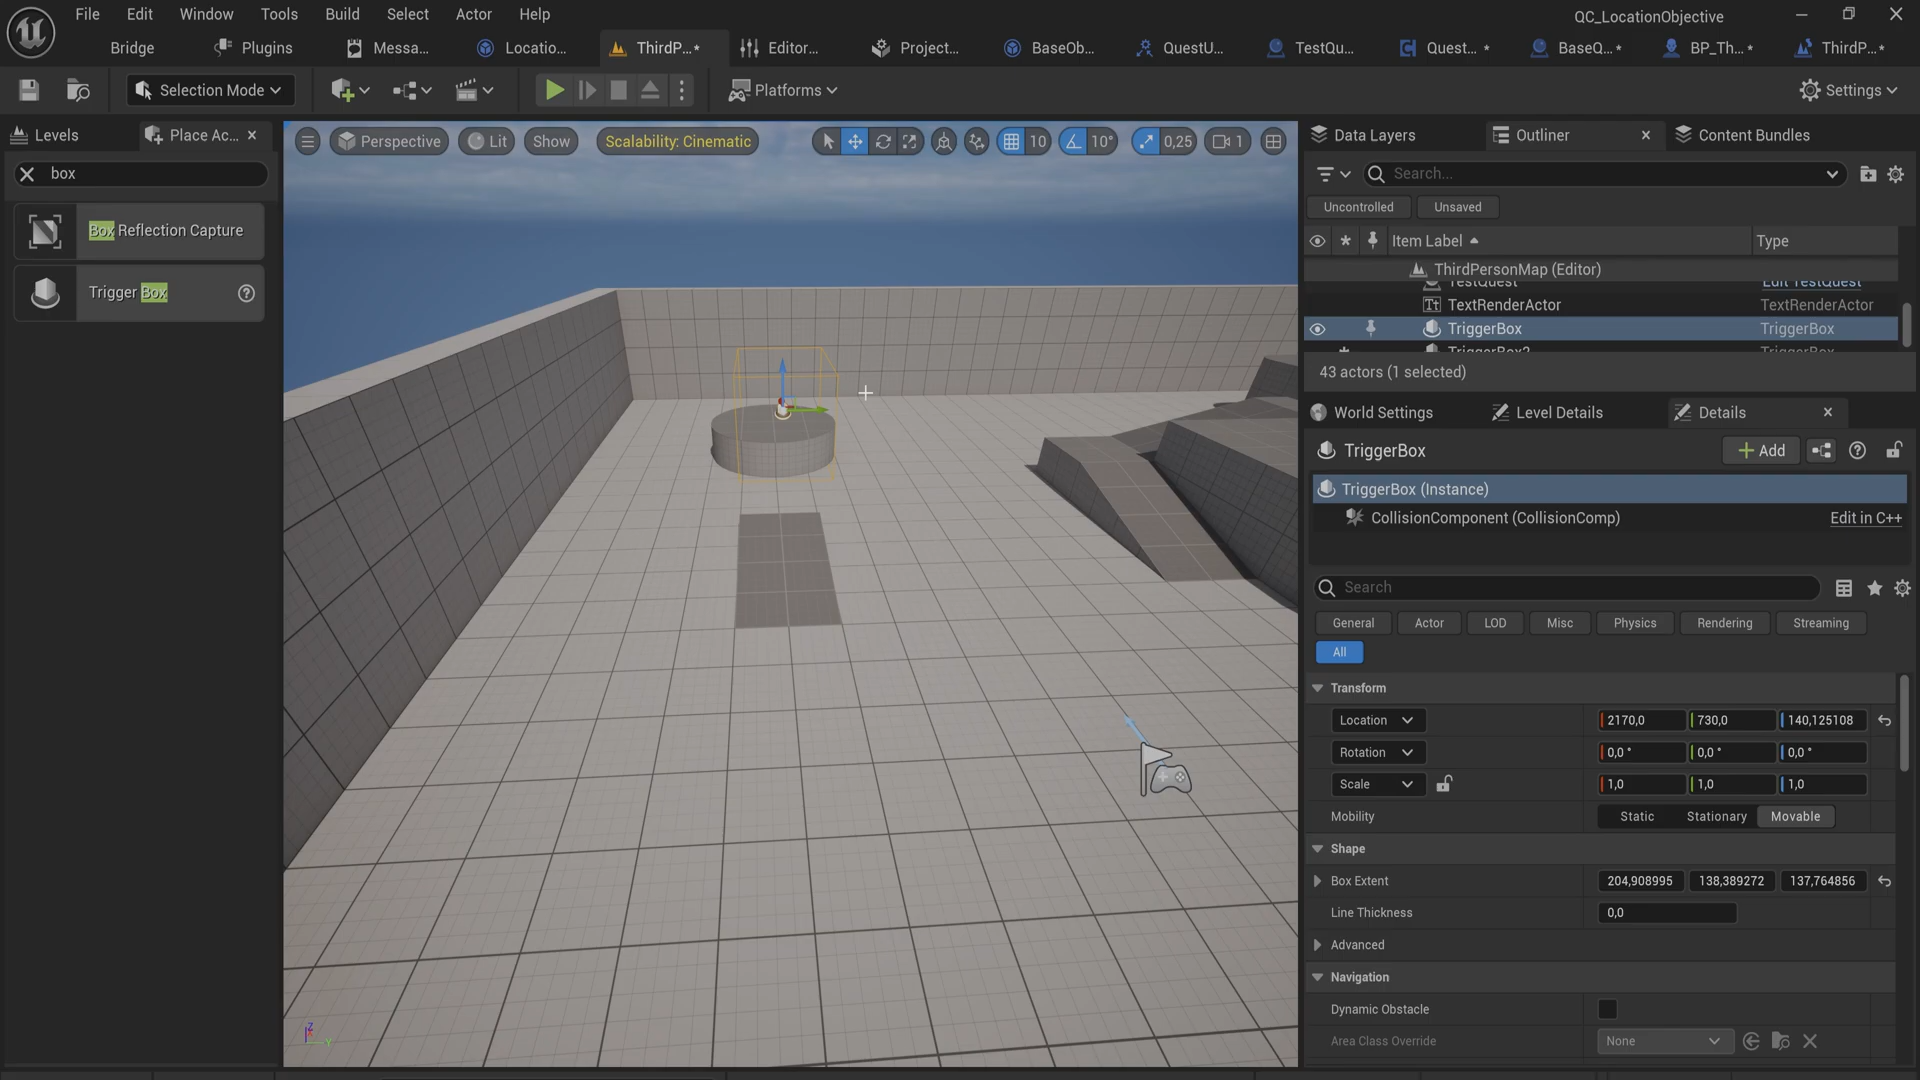 File Edit Window Tools Build Select Actor Help
QC_LocationObjective
Bridge Plugins Messa... Locatio... ThirdP...* Editor... Project... BaseOb... QuestU... TestQu... Quest... * BaseQ...* BP_Th...* ThirdP...*
Selection Mode Platforms Settings
Levels Place Ac...
box
Box Reflection Capture
Trigger Box
Perspective Lit Show Scalability: Cinematic 10 10° 0,25 1
Data Layers Outliner Content Bundles
Search...
Uncontrolled Unsaved
Item Label Type
ThirdPersonMap (Editor)
TestQuest Edit TestQuest
TextRenderActor TextRenderActor
TriggerBox TriggerBox
TriggerBox2 TriggerBox
43 actors (1 selected)
World Settings Level Details Details
TriggerBox Add
TriggerBox (Instance)
CollisionComponent (CollisionComp) Edit in C++
Search
General Actor LOD Misc Physics Rendering Streaming
All
Transform
Location 2170,0 730,0 140,125108
Rotation 0,0 ° 0,0 ° 0,0 °
Scale 1,0 1,0 1,0
Mobility Static Stationary Movable
Shape
Box Extent 204,908995 138,389272 137,764856
Line Thickness 0,0
Advanced
Navigation
Dynamic Obstacle
Area Class Override None
Z
Y